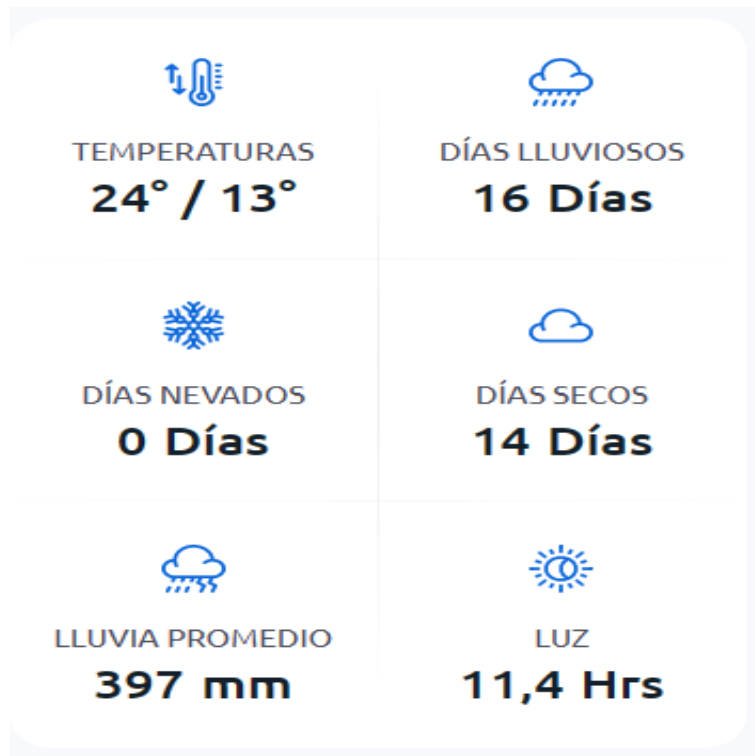 TEMPERATURAS
24° / 13°
DÍAS LLUVIOSOS
16 Días
DÍAS NEVADOS
0 Días
DÍAS SECOS
14 Días
LLUVIA PROMEDIO
397 mm
LUZ
11,4 Hrs